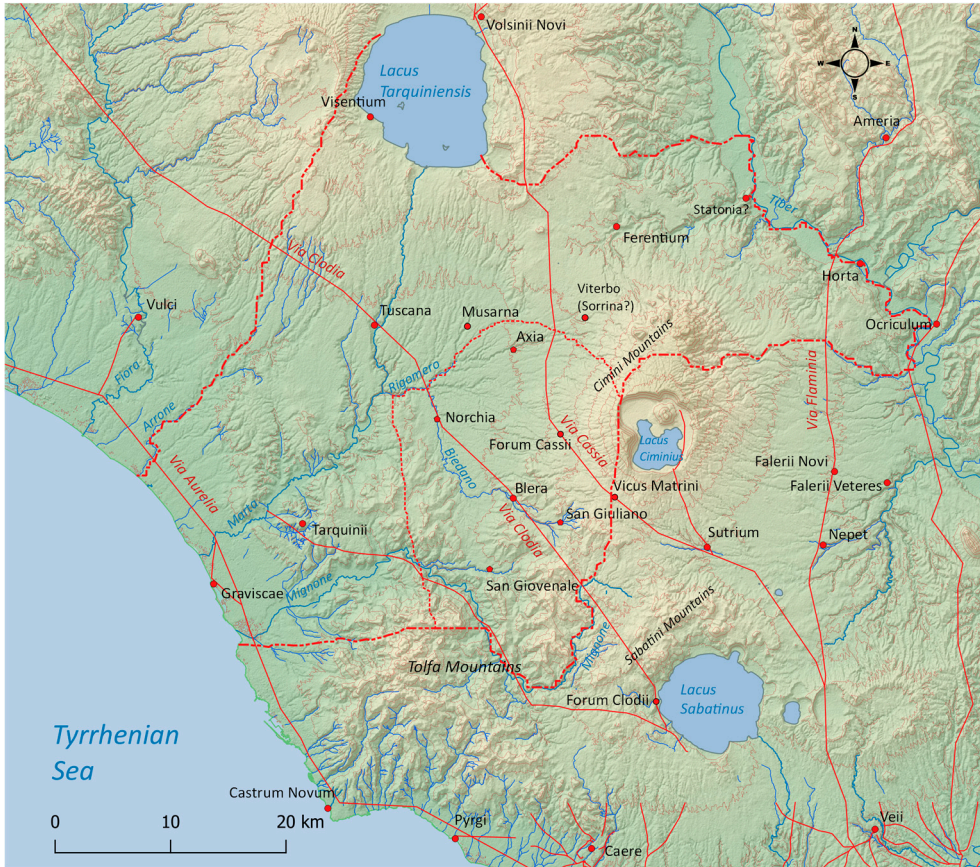 Volsinii Novi
N
W
E
S
Lacus
Tarquiniensis
Visentium
Ameria
Statonia?
Tiber
Ferentium
Via Clodia
Horta
Vulci
Tuscana
Musarna
Viterbo
(Sorrina?)
Axia
Cimini Mountains
Ocriculum
Fiora
Rigomero
Via Flaminia
Arrone
Norchia
Forum Cassii
Via Cassia
Lacus
Ciminius
Biedano
Falerii Novi
Via Aurelia
Blera
Vicus Matrini
Falerii Veteres
Marta
Tarquinii
Via Clodia
San Giuliano
Sutrium
Nepet
Mignone
Graviscae
San Giovenale
Mignone
Sabatini Mountains
Tolfa Mountains
Forum Clodii
Lacus
Sabatinus
Tyrrhenian
Sea
Castrum Novum
0 10 20 km
Pyrgi
Caere
Veii